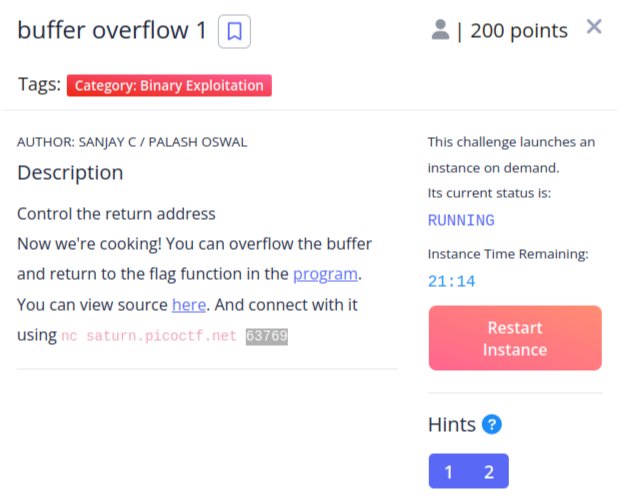 buffer overflow 1
| 200 points
Tags: Category: Binary Exploitation
AUTHOR: SANJAY C / PALASH OSWAL
Description
Control the return address
Now we're cooking! You can overflow the buffer
and return to the flag function in the program.
You can view source here. And connect with it
using nc saturn.picoctf.net 63769
This challenge launches an
instance on demand.
Its current status is:
RUNNING
Instance Time Remaining:
21:14
Restart
Instance
Hints ?
1 2